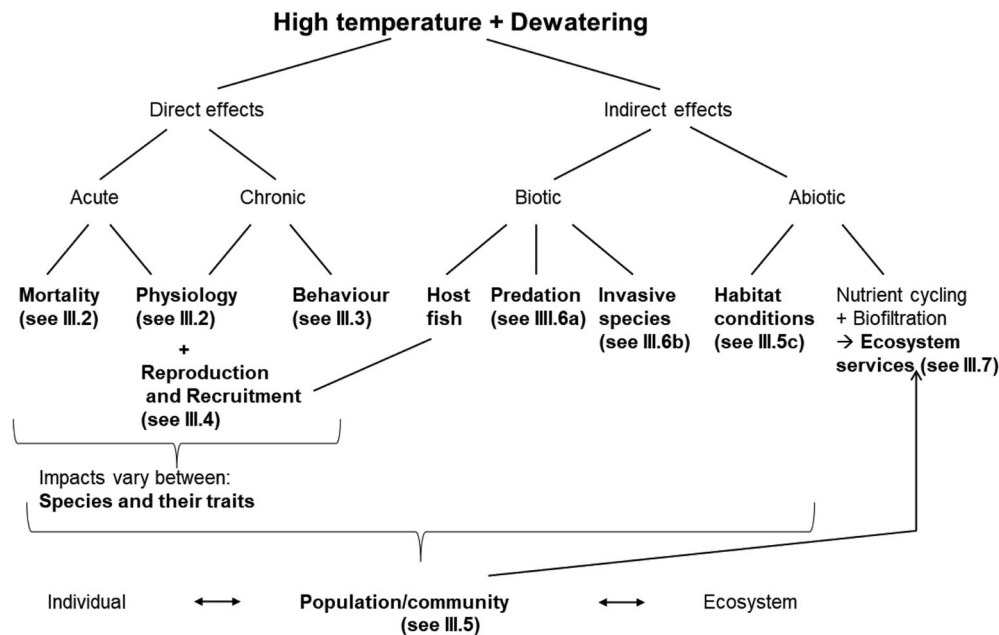 High temperature + Dewatering
Direct effects
Indirect effects
Acute
Chronic
Biotic
Abiotic
Mortality
(see III.2)
Physiology
(see III.2)
+
Reproduction
and Recruitment
(see III.4)
Behaviour
(see III.3)
Host
fish
Predation
(see IIII.6a)
Invasive
species
(see III.6b)
Habitat
conditions
(see III.5c)
Nutrient cycling
+ Biofiltration
→ Ecosystem
services (see III.7)
Impacts vary between:
Species and their traits
Individual
Population/community
(see III.5)
Ecosystem